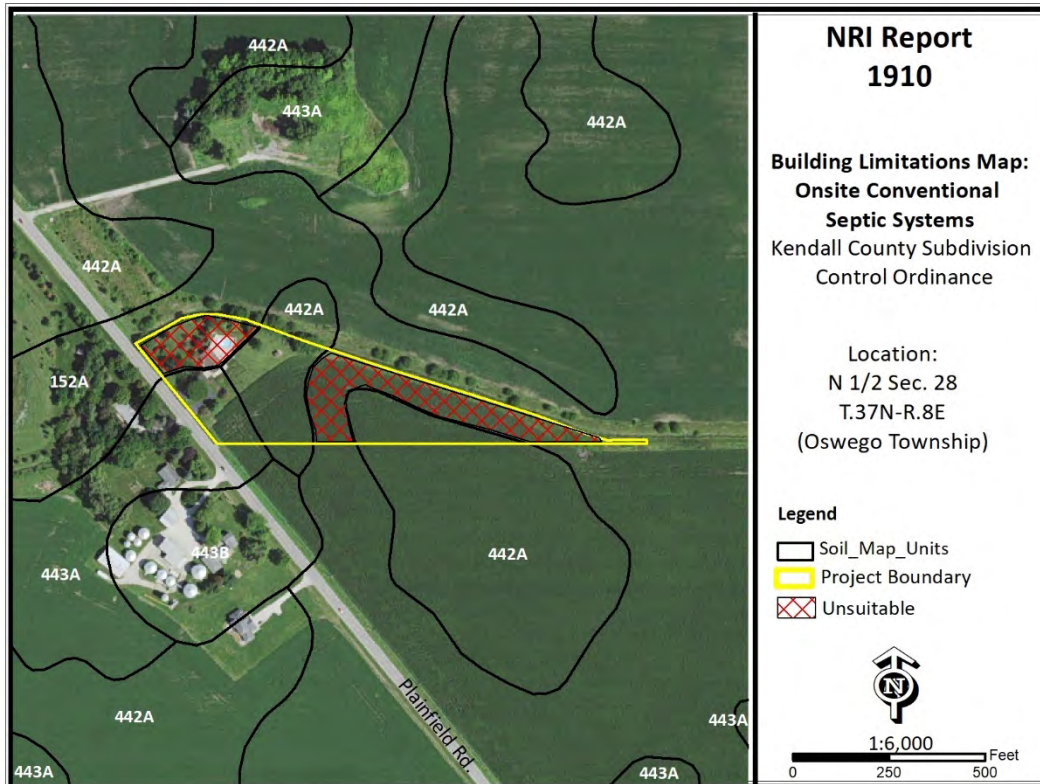 442A
443A
442A
442A
442A
442A
152A
443B
443A
442A
442A
443A
443A
443A
Plainfield Rd.
NRI Report
1910
Building Limitations Map:
Onsite Conventional
Septic Systems
Kendall County Subdivision
Control Ordinance
Location:
N 1/2 Sec. 28
T.37N-R.8E
(Oswego Township)
Legend
Soil_Map_Units
Project Boundary
Unsuitable
N
1:6,000
Feet
0 250 500